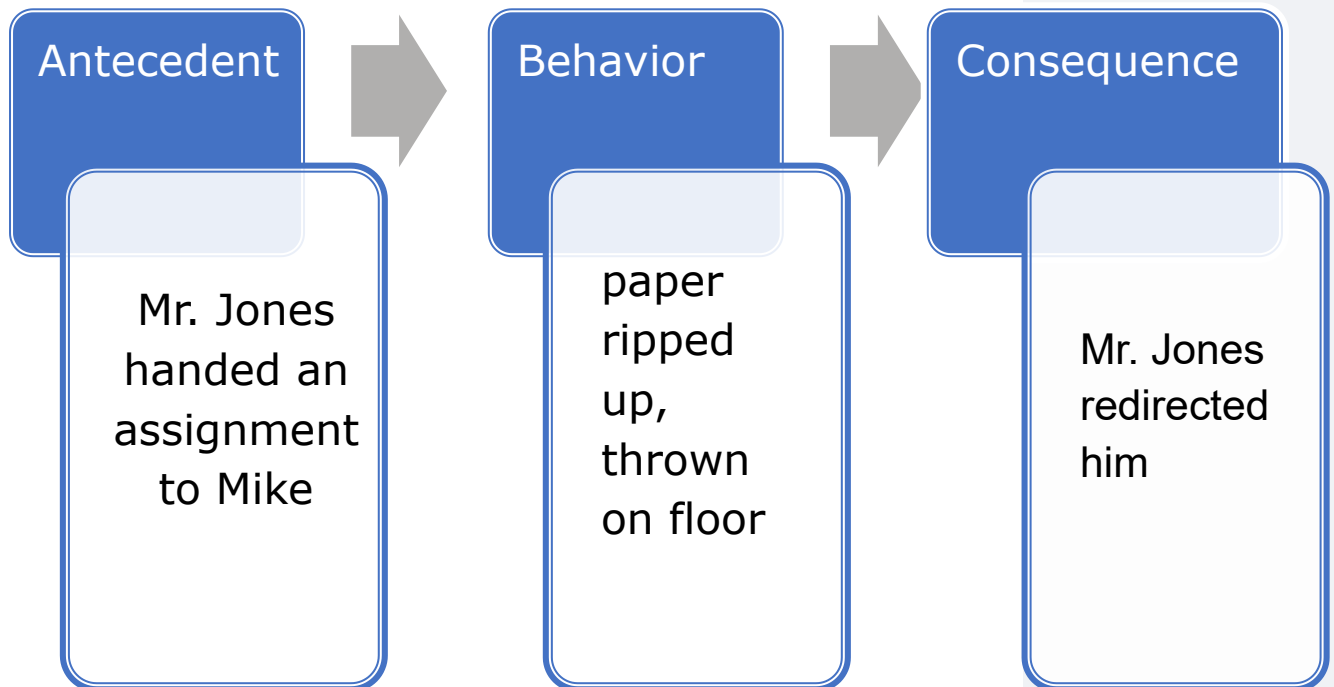 Antecedent
Mr. Jones
handed an
assignment
to Mike
Behavior
paper
ripped
up,
thrown
on floor
Consequence
Mr. Jones
redirected
him